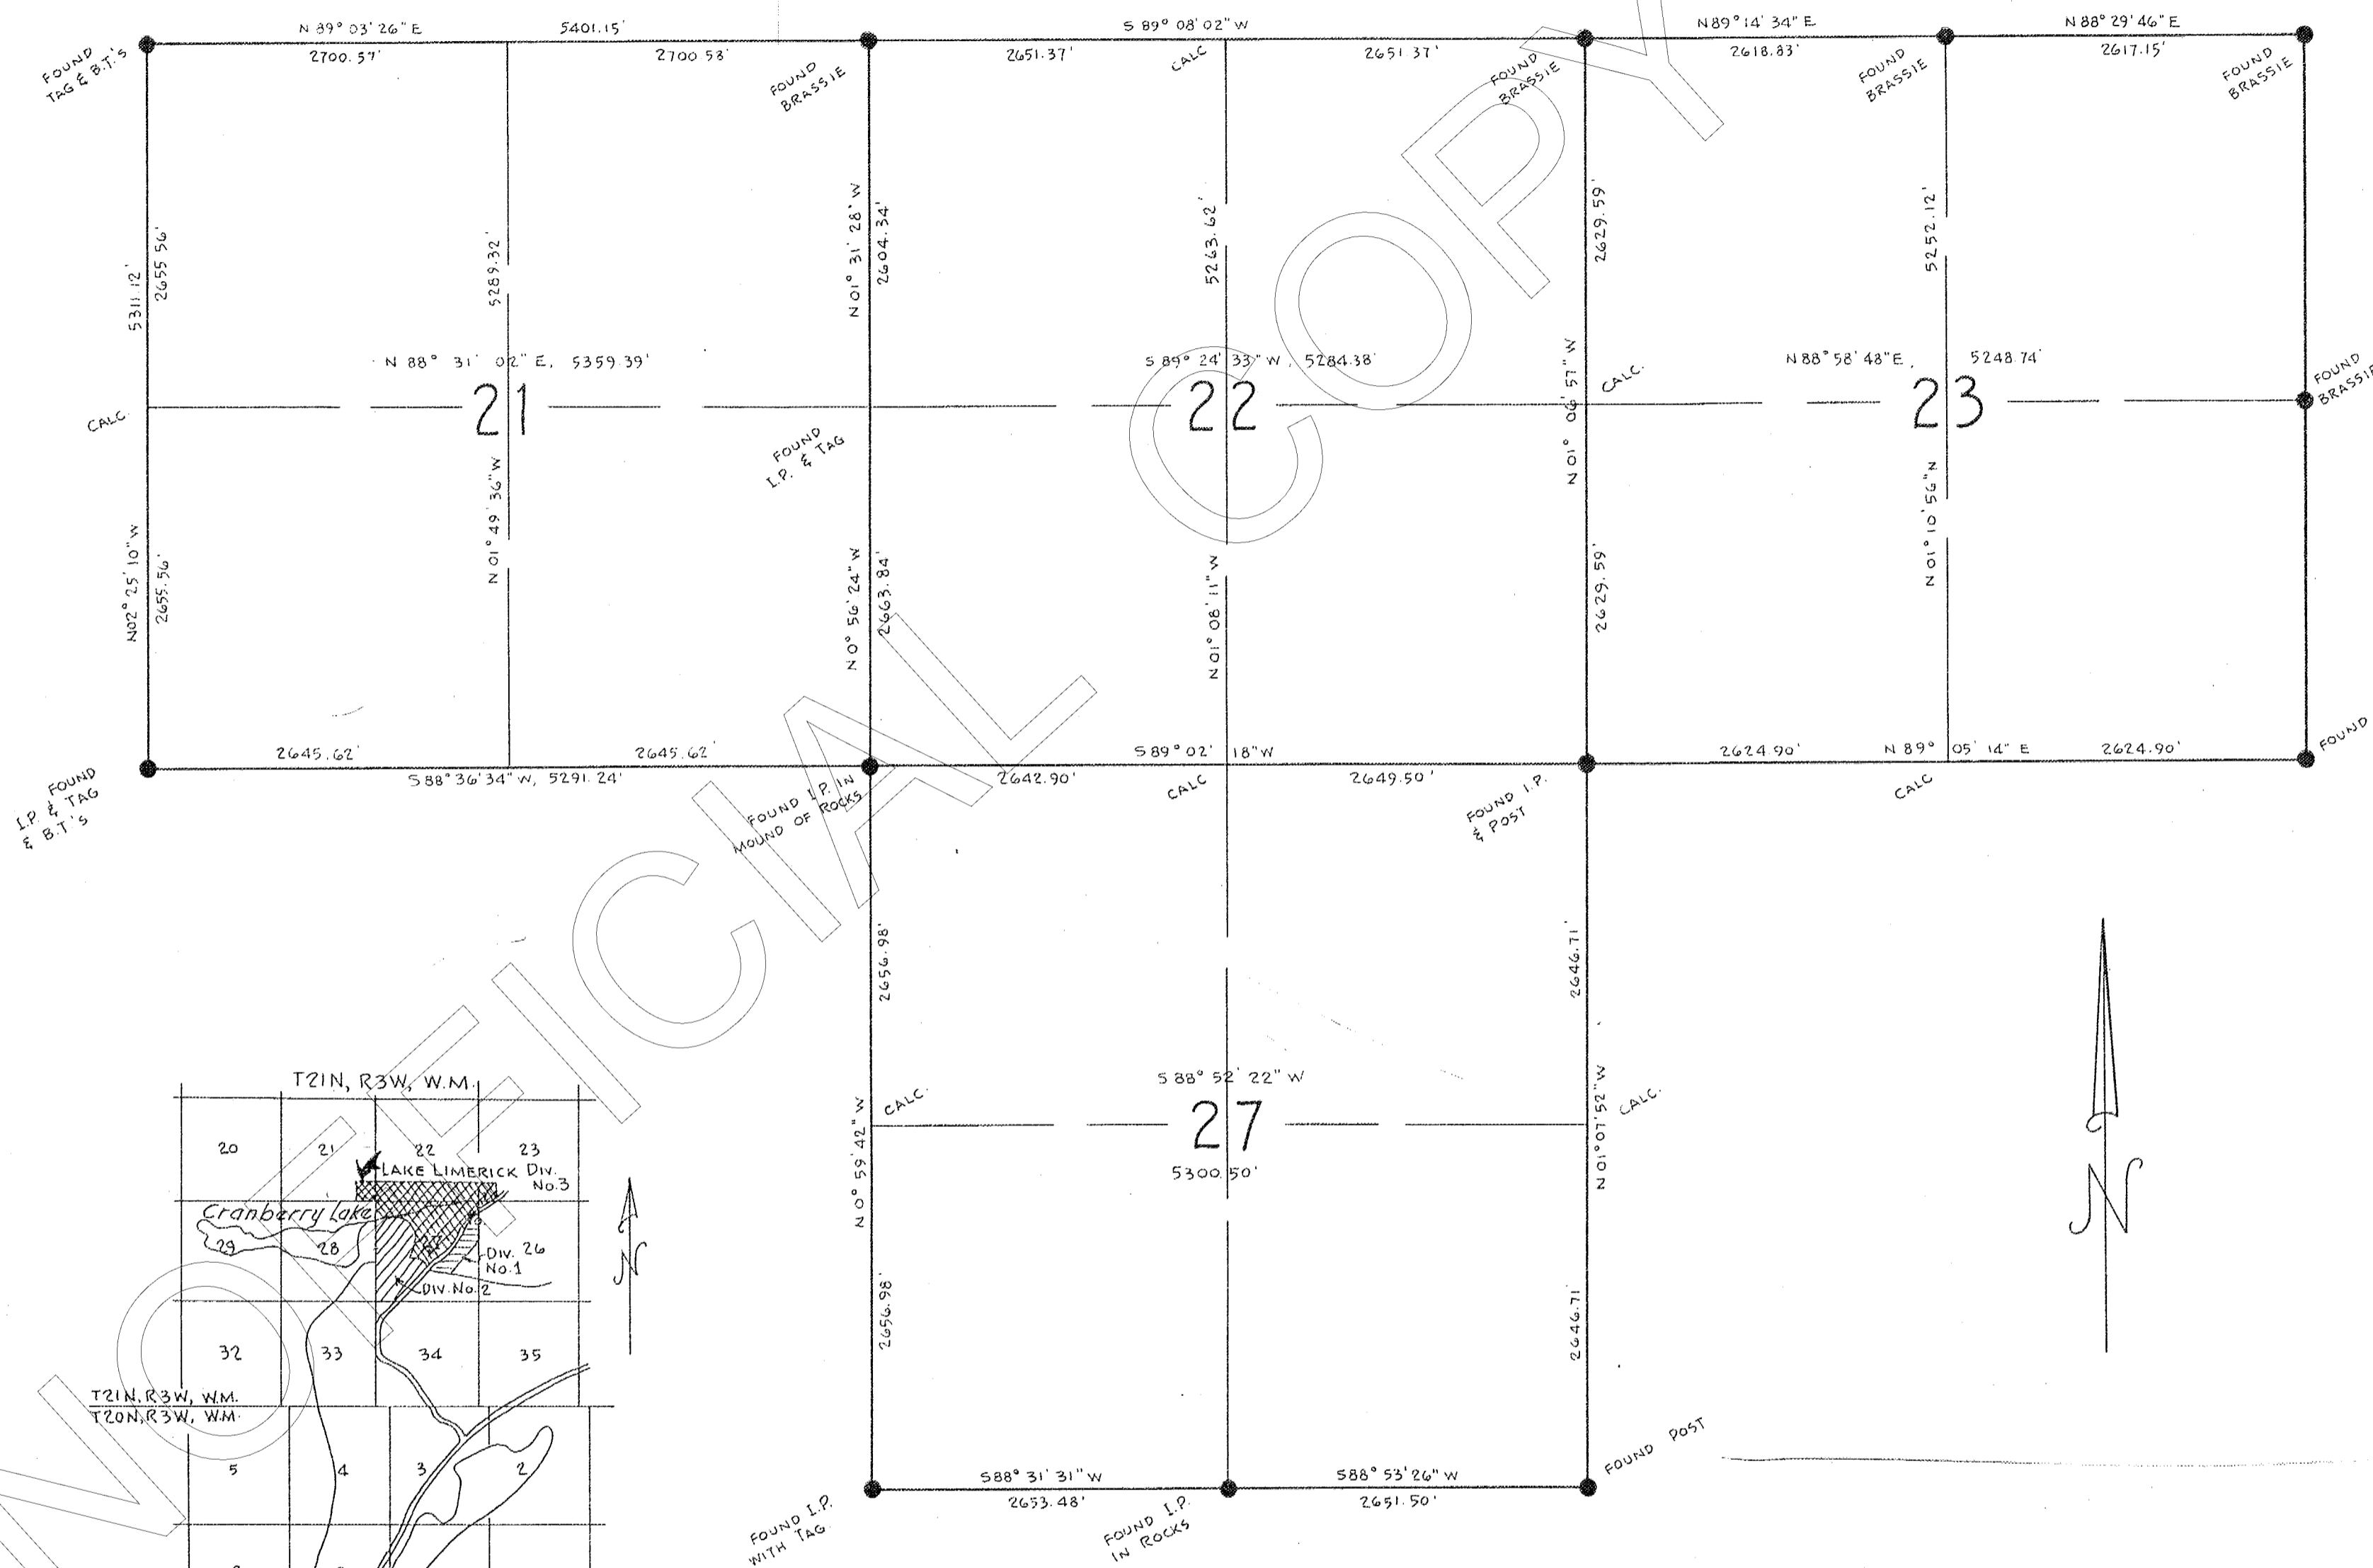 N 89° 03' 26" E 5401.15'
2700.57' 2700.58'
S 89° 08' 02" W
2651.37' CALC 2651.37'
N 89° 14' 34" E
2618.83'
N 88° 29' 46" E
2617.15'
FOUND
TAG & B.T.'s
FOUND
BRASSIE
FOUND
BRASSIE
FOUND
BRASSIE
FOUND
BRASSIE
5311.12'
2655.56'
5289.32'
N 01° 31' 28" W
2604.34'
5263.62'
2629.59'
5252.12'
N 88° 31' 02" E, 5359.39'
21
S 89° 24' 33" W, 5284.38'
22
N 88° 58' 48" E, 5248.74'
23
CALC.
FOUND
I.P. & TAG
N 01° 06' 57" W
CALC.
FOUND
BRASSIE
N 02° 25' 10" W
2655.56'
N 01° 49' 36" W
N 0° 56' 24" W
2663.84'
N 01° 08' 11" W
2629.59'
N 01° 10' 56" N
2645.62' 2645.62'
S 88° 36' 34" W, 5291.24'
S 89° 02' 18" W
2642.90' CALC 2649.50'
2624.90' N 89° 05' 14" E 2624.90'
CALC
FOUND
I.P. & TAG
& B.T's
FOUND I.P. IN
MOUND OF ROCKS
FOUND I.P.
& POST
FOUND
2656.98'
2646.71'
S 88° 52' 22" W
27
5300.50'
CALC.
CALC.
N 0° 59' 42" W
N 01° 07' 52" W
2656.98'
2646.71'
S 88° 31' 31" W
2653.48'
S 88° 53' 26" W
2651.50'
FOUND I.P.
WITH TAG
FOUND I.P.
IN ROCKS
FOUND POST
N
T21N, R3W, W.M.
20 21 22 23
LAKE LIMERICK DIV.
No.3
Cranberry Lake
29 28
DIV. 26
No.1
DIV. No. 2
N
32 33 34 35
T21N, R3W, W.M.
T20N, R3W, W.M.
5 4 3 2
UNOFFICIAL COPY